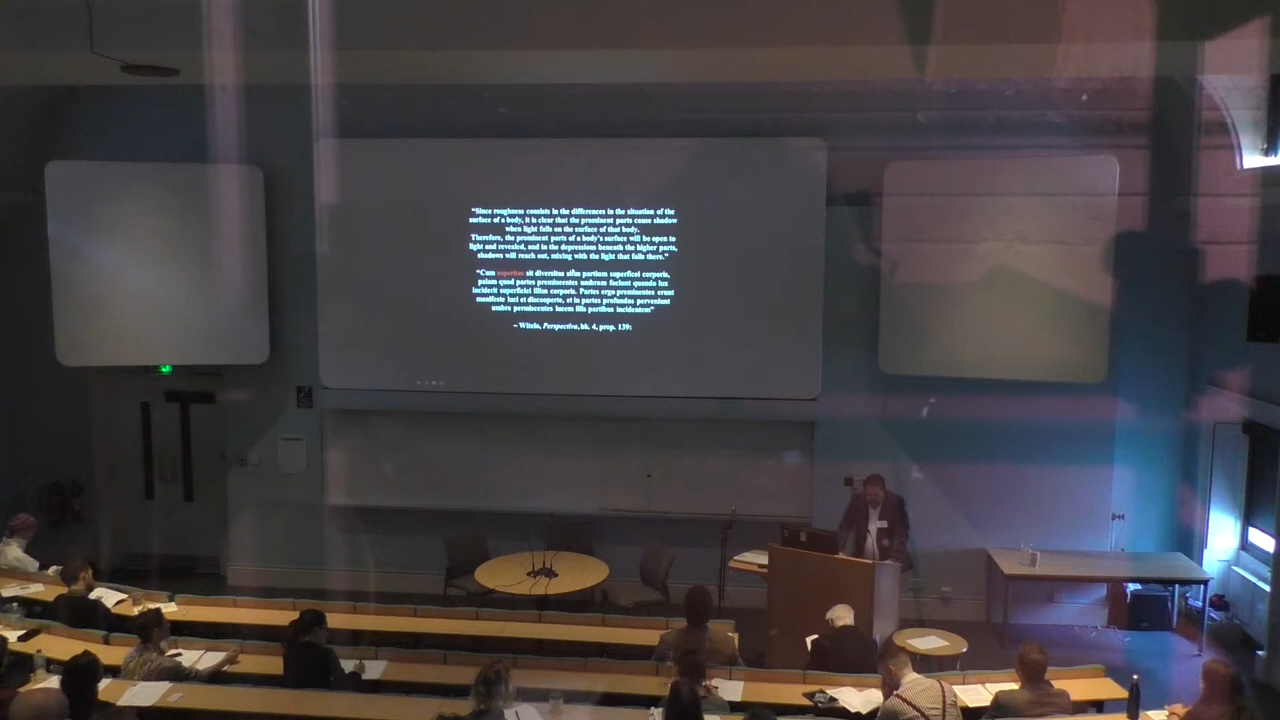 "Since roughness consists in the differences in the situation of the
surface of a body, it is clear that the prominent parts cause shadow
when light falls on the surface of that body.
Therefore, the prominent parts of a body's surface will be open to
light and revealed, and in the depressions beneath the higher parts,
shadows will reach out, mixing with the light that falls there."
"Cum asperitas sit diversitas situs partium superficei corporis,
palam quod partes preminentes umbram faciunt quando lux
inciderit superficiei illius corporis. Partes ergo preminentes erunt
manifeste luci et discooperte, et in partes profundas perveniunt
umbre permiscentes lucem illis partibus incidentem"
~ Witelo, Perspectiva, bk. 4, prop. 139: